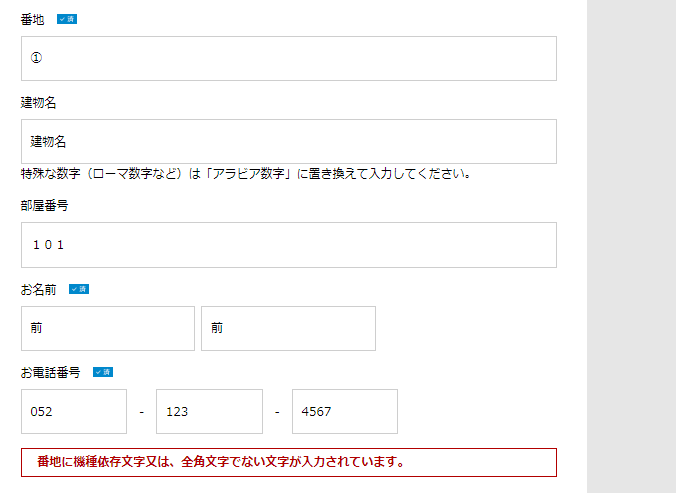 番地 ✓ 済
①
建物名
建物名
特殊な数字（ローマ数字など）は「アラビア数字」に置き換えて入力してください。
部屋番号
１０１
お名前 ✓ 済
前 前
お電話番号 ✓ 済
052 - 123 - 4567
番地に機種依存文字又は、全角文字でない文字が入力されています。